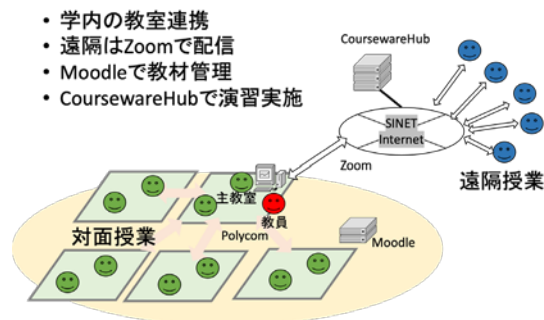 • 学内の教室連携
• 遠隔はZoomで配信
• Moodleで教材管理
• CoursewareHubで演習実施
CoursewareHub
SINET
Internet
Zoom
遠隔授業
主教室
教員
対面授業
Polycom
Moodle